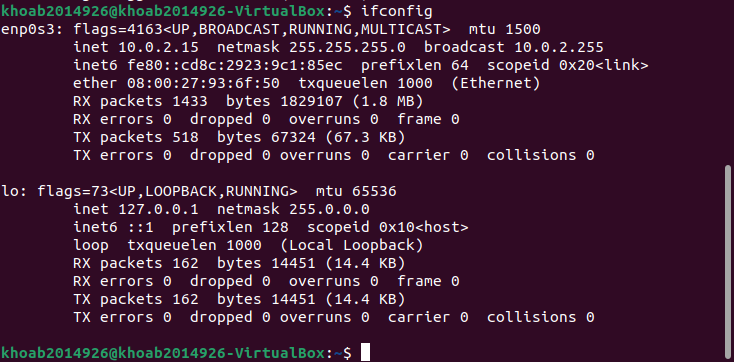 khoab2014926@khoab2014926-VirtualBox:~$ ifconfig
enp0s3: flags=4163<UP,BROADCAST,RUNNING,MULTICAST>  mtu 1500
        inet 10.0.2.15  netmask 255.255.255.0  broadcast 10.0.2.255
        inet6 fe80::cd8c:2923:9c1:85ec  prefixlen 64  scopeid 0x20<link>
        ether 08:00:27:93:6f:50  txqueuelen 1000  (Ethernet)
        RX packets 1433  bytes 1829107 (1.8 MB)
        RX errors 0  dropped 0  overruns 0  frame 0
        TX packets 518  bytes 67324 (67.3 KB)
        TX errors 0  dropped 0 overruns 0  carrier 0  collisions 0
lo: flags=73<UP,LOOPBACK,RUNNING>  mtu 65536
        inet 127.0.0.1  netmask 255.0.0.0
        inet6 ::1  prefixlen 128  scopeid 0x10<host>
        loop  txqueuelen 1000  (Local Loopback)
        RX packets 162  bytes 14451 (14.4 KB)
        RX errors 0  dropped 0  overruns 0  frame 0
        TX packets 162  bytes 14451 (14.4 KB)
        TX errors 0  dropped 0 overruns 0  carrier 0  collisions 0
khoab2014926@khoab2014926-VirtualBox:~$